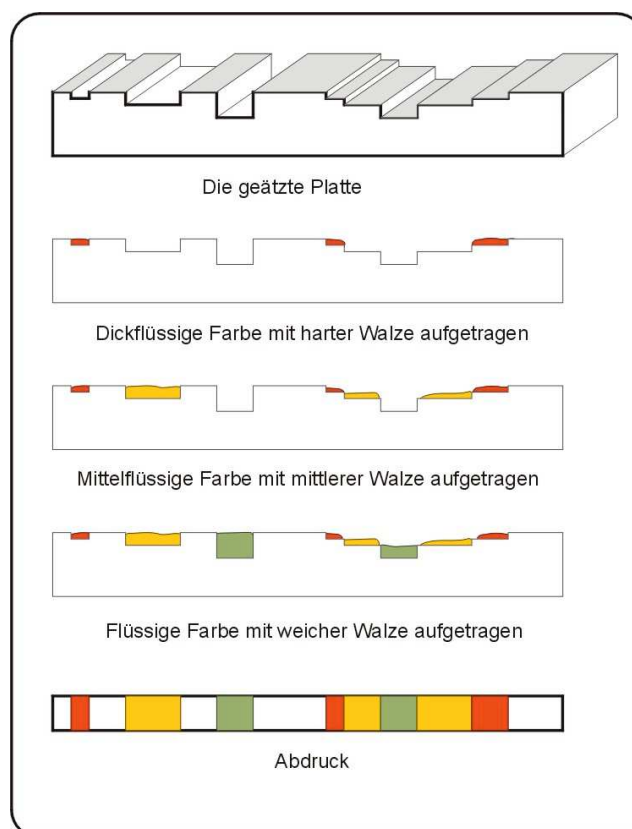 Die geätzte Platte
Dickflüssige Farbe mit harter Walze aufgetragen
Mittelflüssige Farbe mit mittlerer Walze aufgetragen
Flüssige Farbe mit weicher Walze aufgetragen
Abdruck